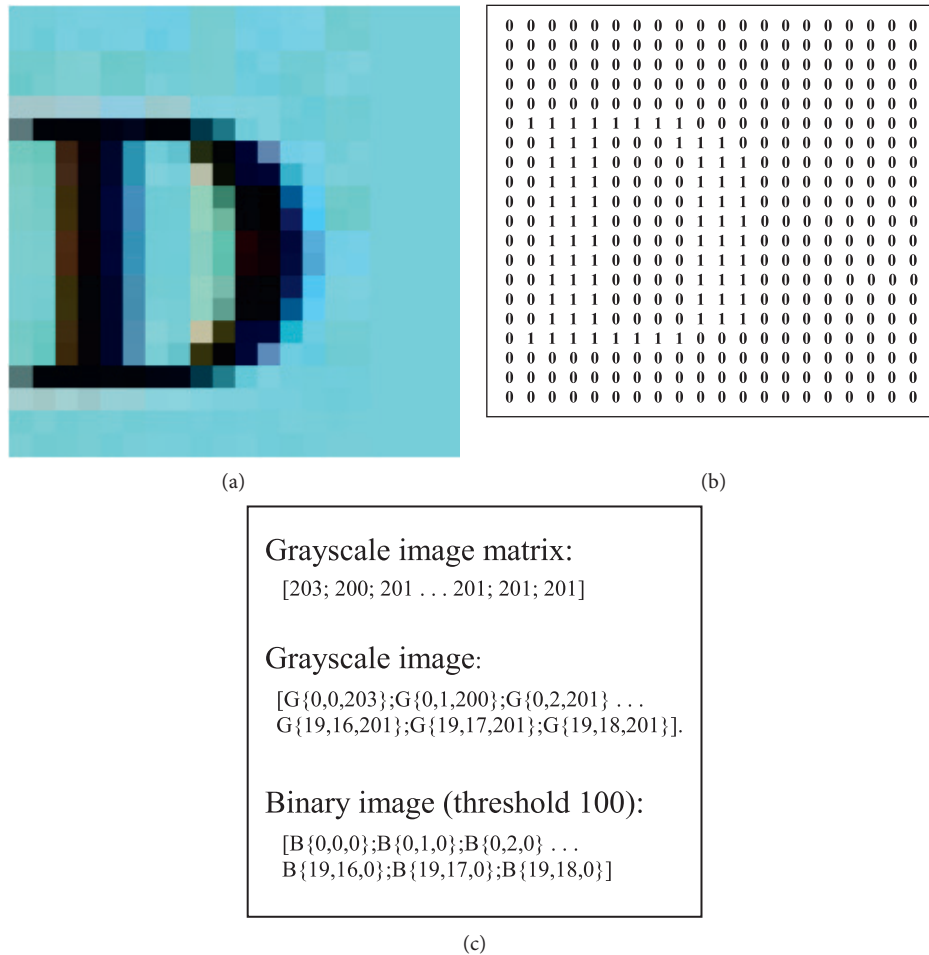 D
0 0 0 0 0 0 0 0 0 0 0 0 0 0 0 0 0 0 0 0
0 0 0 0 0 0 0 0 0 0 0 0 0 0 0 0 0 0 0 0
0 0 0 0 0 0 0 0 0 0 0 0 0 0 0 0 0 0 0 0
0 0 0 0 0 0 0 0 0 0 0 0 0 0 0 0 0 0 0 0
0 0 0 0 0 0 0 0 0 0 0 0 0 0 0 0 0 0 0 0
0 1 1 1 1 1 1 1 1 0 0 0 0 0 0 0 0 0 0 0
0 0 1 1 1 0 0 0 1 1 1 0 0 0 0 0 0 0 0 0
0 0 1 1 1 0 0 0 0 1 1 1 0 0 0 0 0 0 0 0
0 0 1 1 1 0 0 0 0 1 1 1 0 0 0 0 0 0 0 0
0 0 1 1 1 0 0 0 0 1 1 1 0 0 0 0 0 0 0 0
0 0 1 1 1 0 0 0 0 1 1 1 0 0 0 0 0 0 0 0
0 0 1 1 1 0 0 0 0 1 1 1 0 0 0 0 0 0 0 0
0 0 1 1 1 0 0 0 0 1 1 1 0 0 0 0 0 0 0 0
0 0 1 1 1 0 0 0 0 1 1 1 0 0 0 0 0 0 0 0
0 0 1 1 1 0 0 0 0 1 1 1 0 0 0 0 0 0 0 0
0 0 1 1 1 0 0 0 0 1 1 1 0 0 0 0 0 0 0 0
0 1 1 1 1 1 1 1 1 0 0 0 0 0 0 0 0 0 0 0
0 0 0 0 0 0 0 0 0 0 0 0 0 0 0 0 0 0 0 0
0 0 0 0 0 0 0 0 0 0 0 0 0 0 0 0 0 0 0 0
0 0 0 0 0 0 0 0 0 0 0 0 0 0 0 0 0 0 0 0
(a)
(b)
Grayscale image matrix:
[203; 200; 201 . . . 201; 201; 201]
Grayscale image:
[G{0,0,203};G{0,1,200};G{0,2,201} . . .
G{19,16,201};G{19,17,201};G{19,18,201}].
Binary image (threshold 100):
[B{0,0,0};B{0,1,0};B{0,2,0} . . .
B{19,16,0};B{19,17,0};B{19,18,0}]
(c)